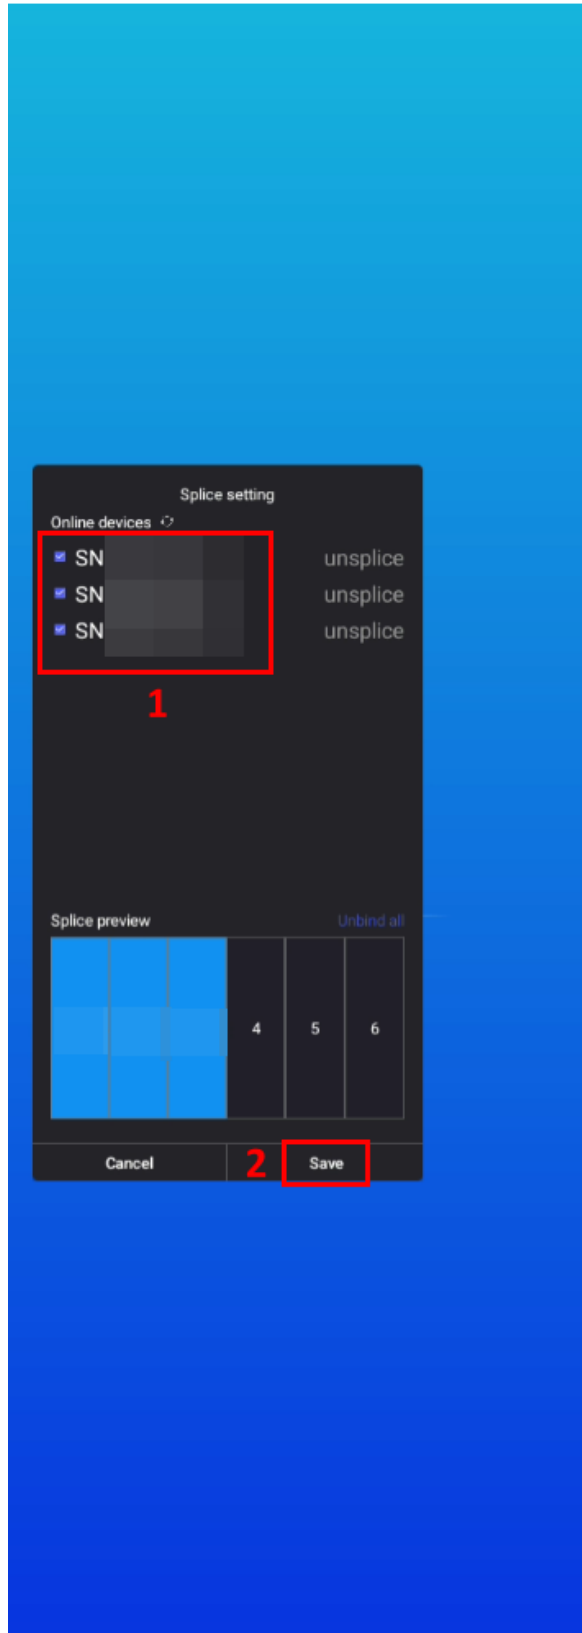 Splice setting
Online devices
SN unsplice
SN unsplice
SN unsplice
1
Splice preview Unbind all
4 5 6
Cancel 2 Save